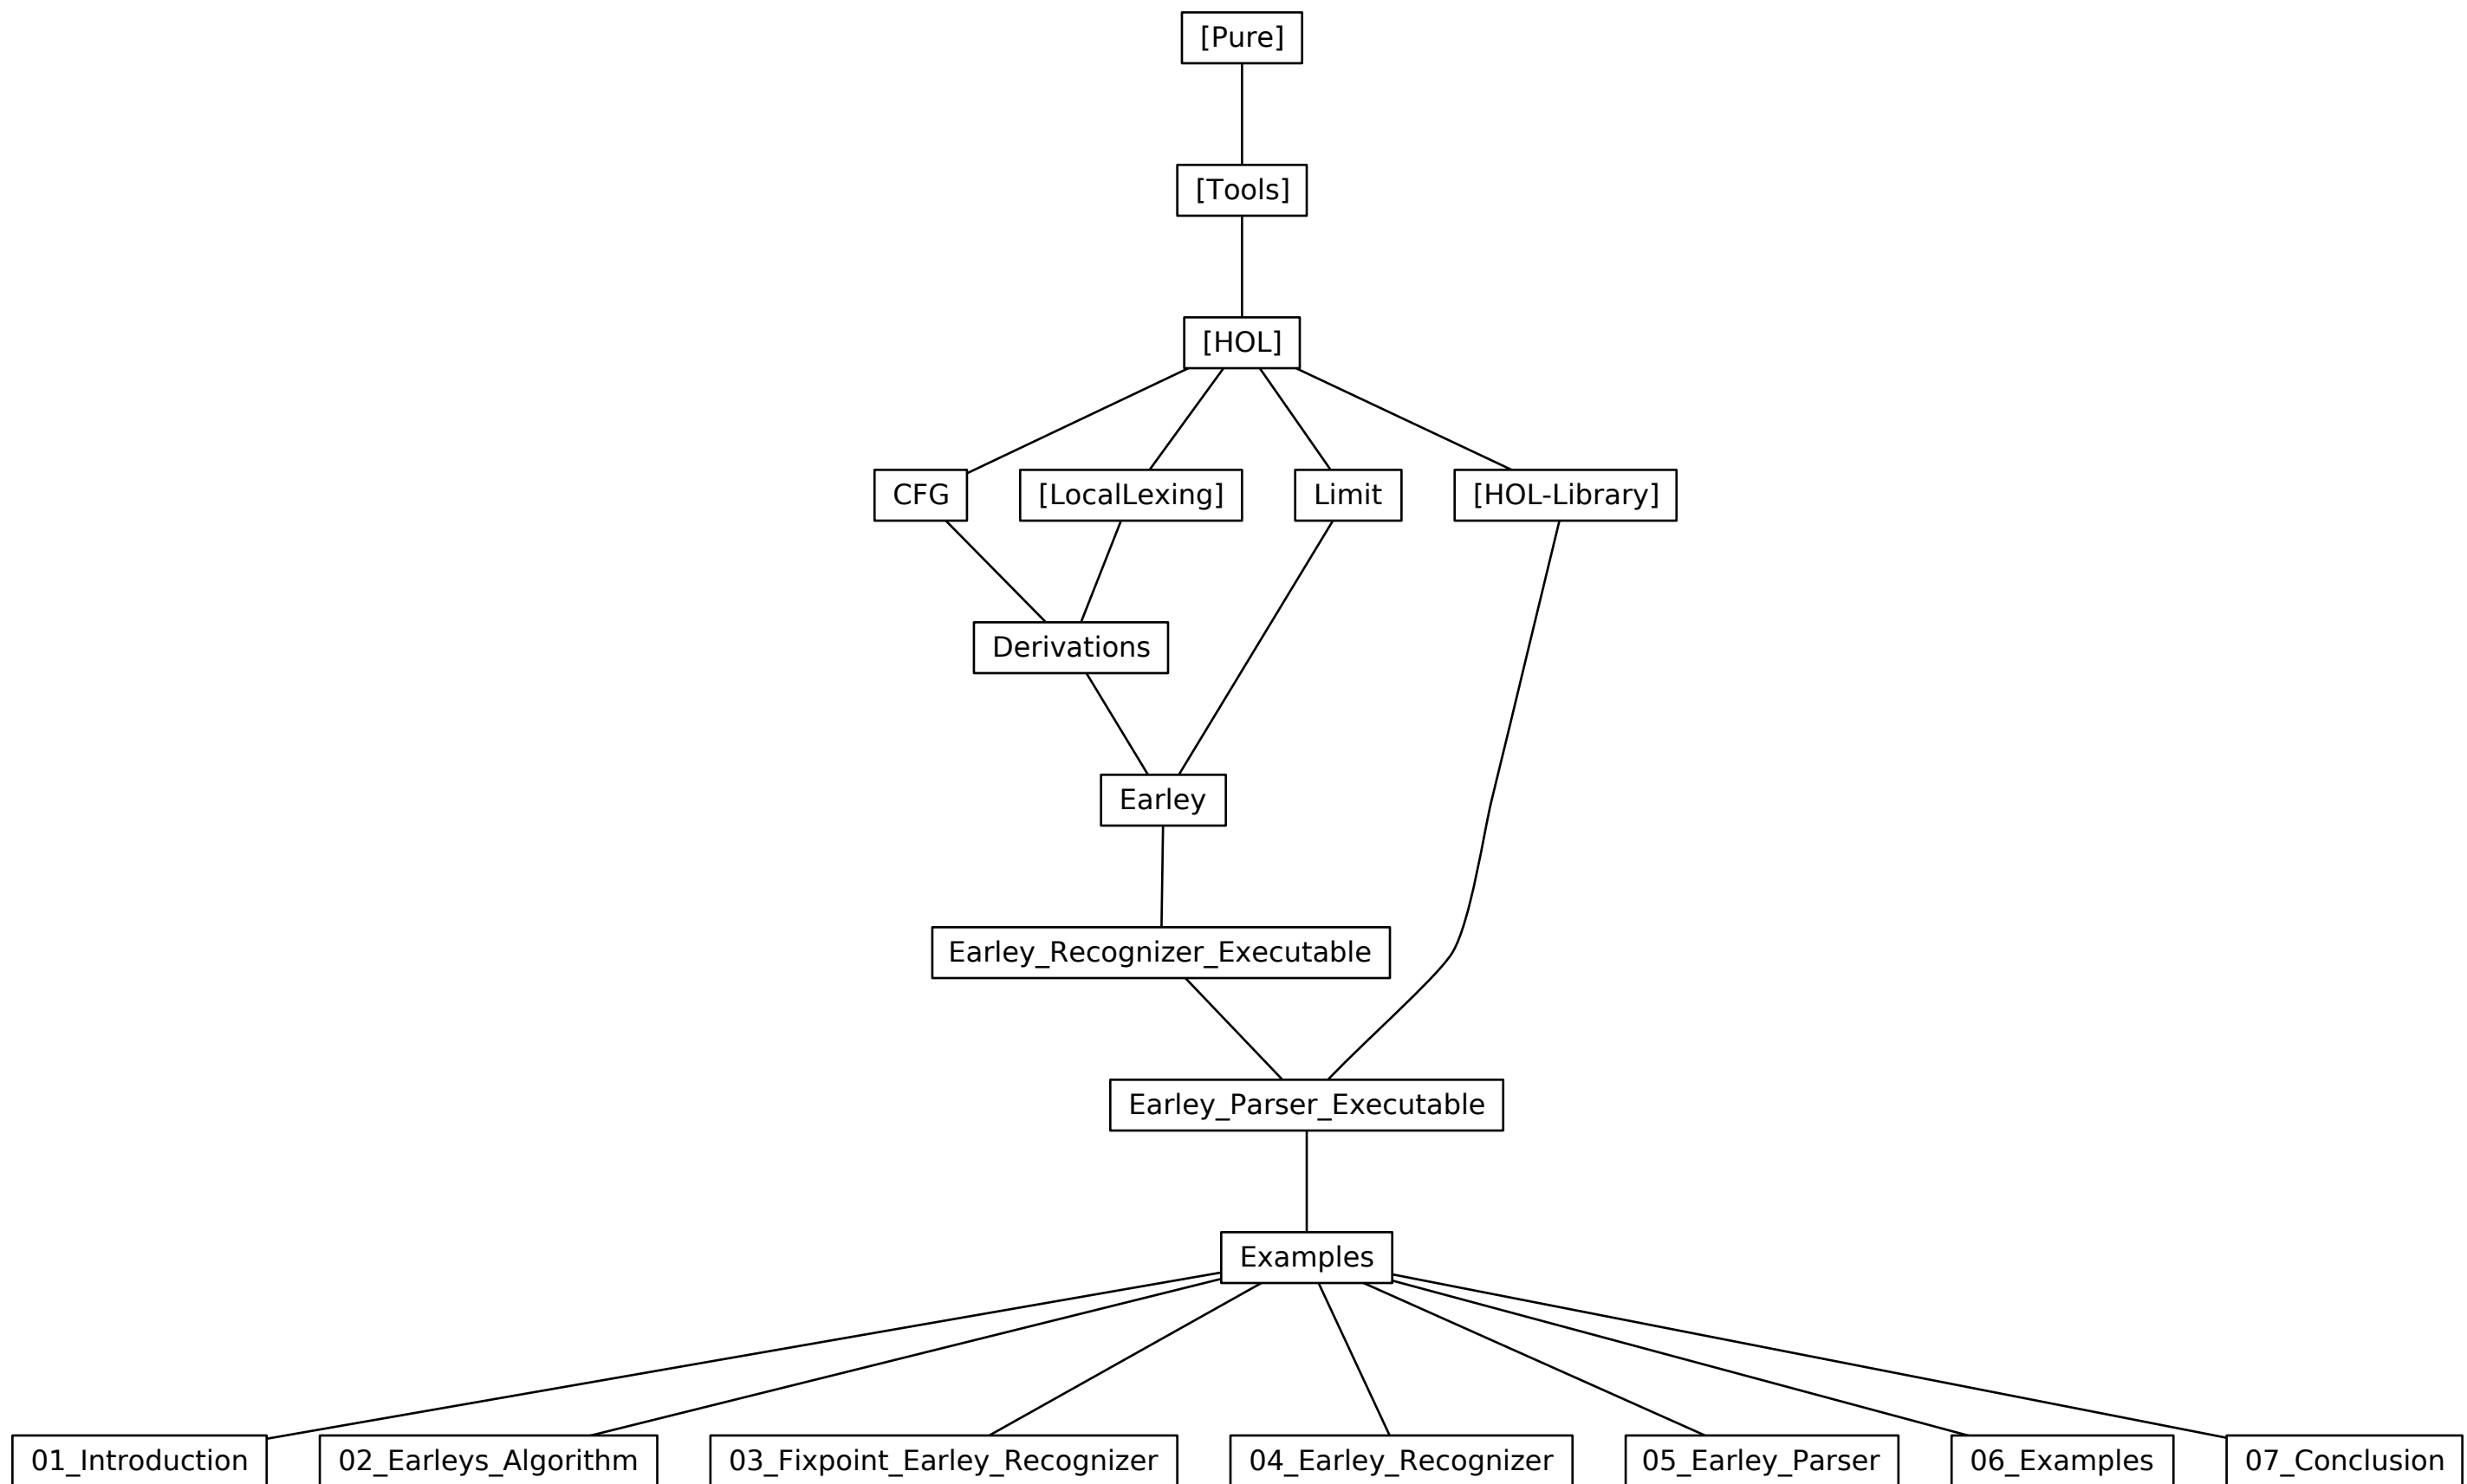 [Pure]
[Tools]
[HOL]
CFG
[LocalLexing]
Limit
[HOL-Library]
Derivations
Earley
Earley_Recognizer_Executable
Earley_Parser_Executable
Examples
01_Introduction
02_Earleys_Algorithm
03_Fixpoint_Earley_Recognizer
04_Earley_Recognizer
05_Earley_Parser
06_Examples
07_Conclusion